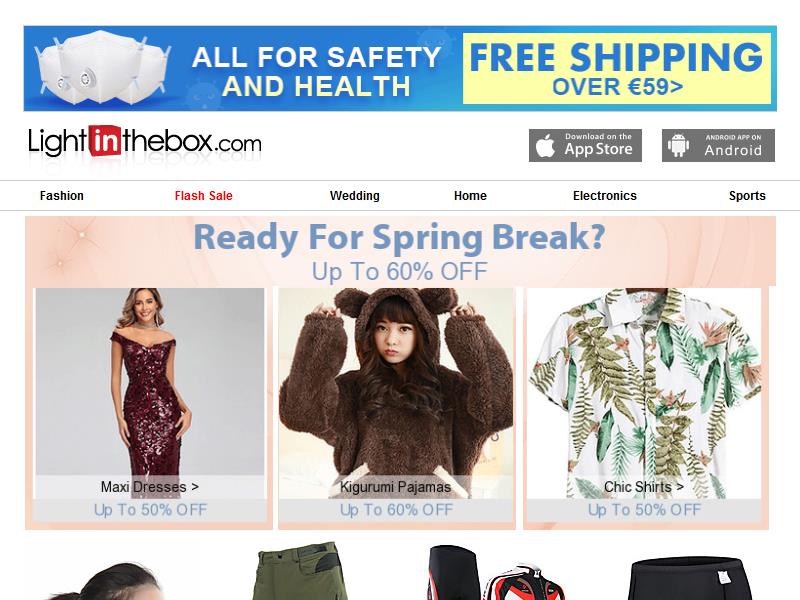 ALL FOR SAFETY
AND HEALTH
FREE SHIPPING
OVER €59>
Lightinthebox.com
Download on the
App Store
ANDROID APP ON
Android
Fashion
Flash Sale
Wedding
Home
Electronics
Sports
Ready For Spring Break?
Up To 60% OFF
Maxi Dresses >
Up To 50% OFF
Kigurumi Pajamas
Up To 60% OFF
Chic Shirts >
Up To 50% OFF